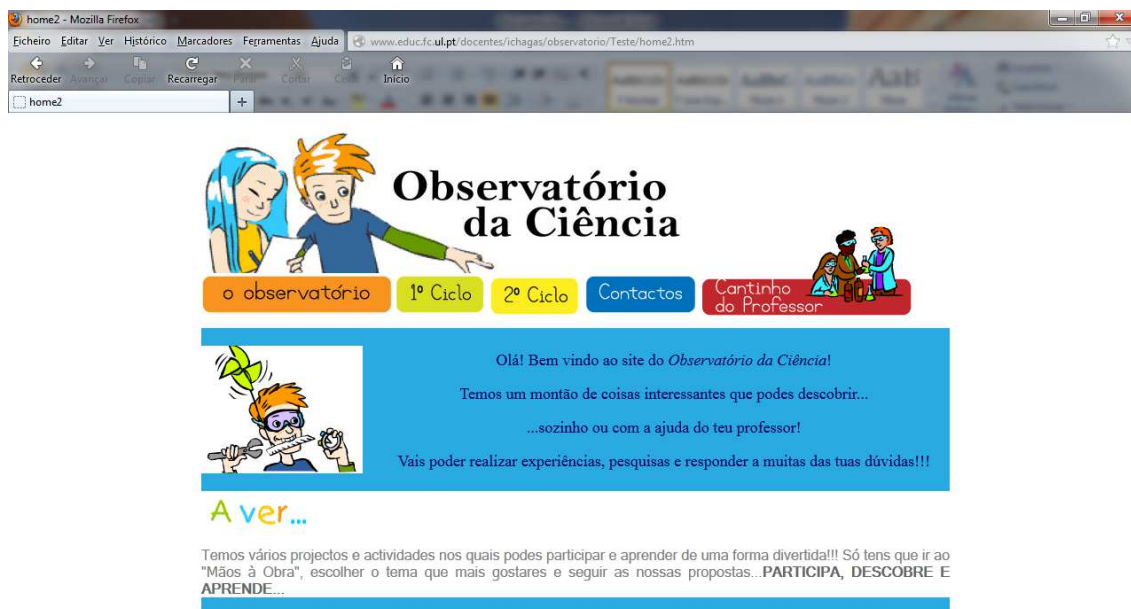 home2 - Mozilla Firefox
Ficheiro Editar Ver Histórico Marcadores Ferramentas Ajuda www.educ.fc.ul.pt/docentes/ichagas/observatorio/Teste/home2.htm
Retroceder Avançar Copiar Recarregar Parar Cortar Início
home2
Observatório
da Ciência
o observatório 1º Ciclo 2º Ciclo Contactos Cantinho
do Professor
Olá! Bem vindo ao site do Observatório da Ciência!
Temos um montão de coisas interessantes que podes descobrir...
...sozinho ou com a ajuda do teu professor!
Vais poder realizar experiências, pesquisas e responder a muitas das tuas dúvidas!!!
A ver...
Temos vários projectos e actividades nos quais podes participar e aprender de uma forma divertida!!! Só tens que ir ao
"Mãos à Obra", escolher o tema que mais gostares e seguir as nossas propostas...PARTICIPA, DESCOBRE E
APRENDE...